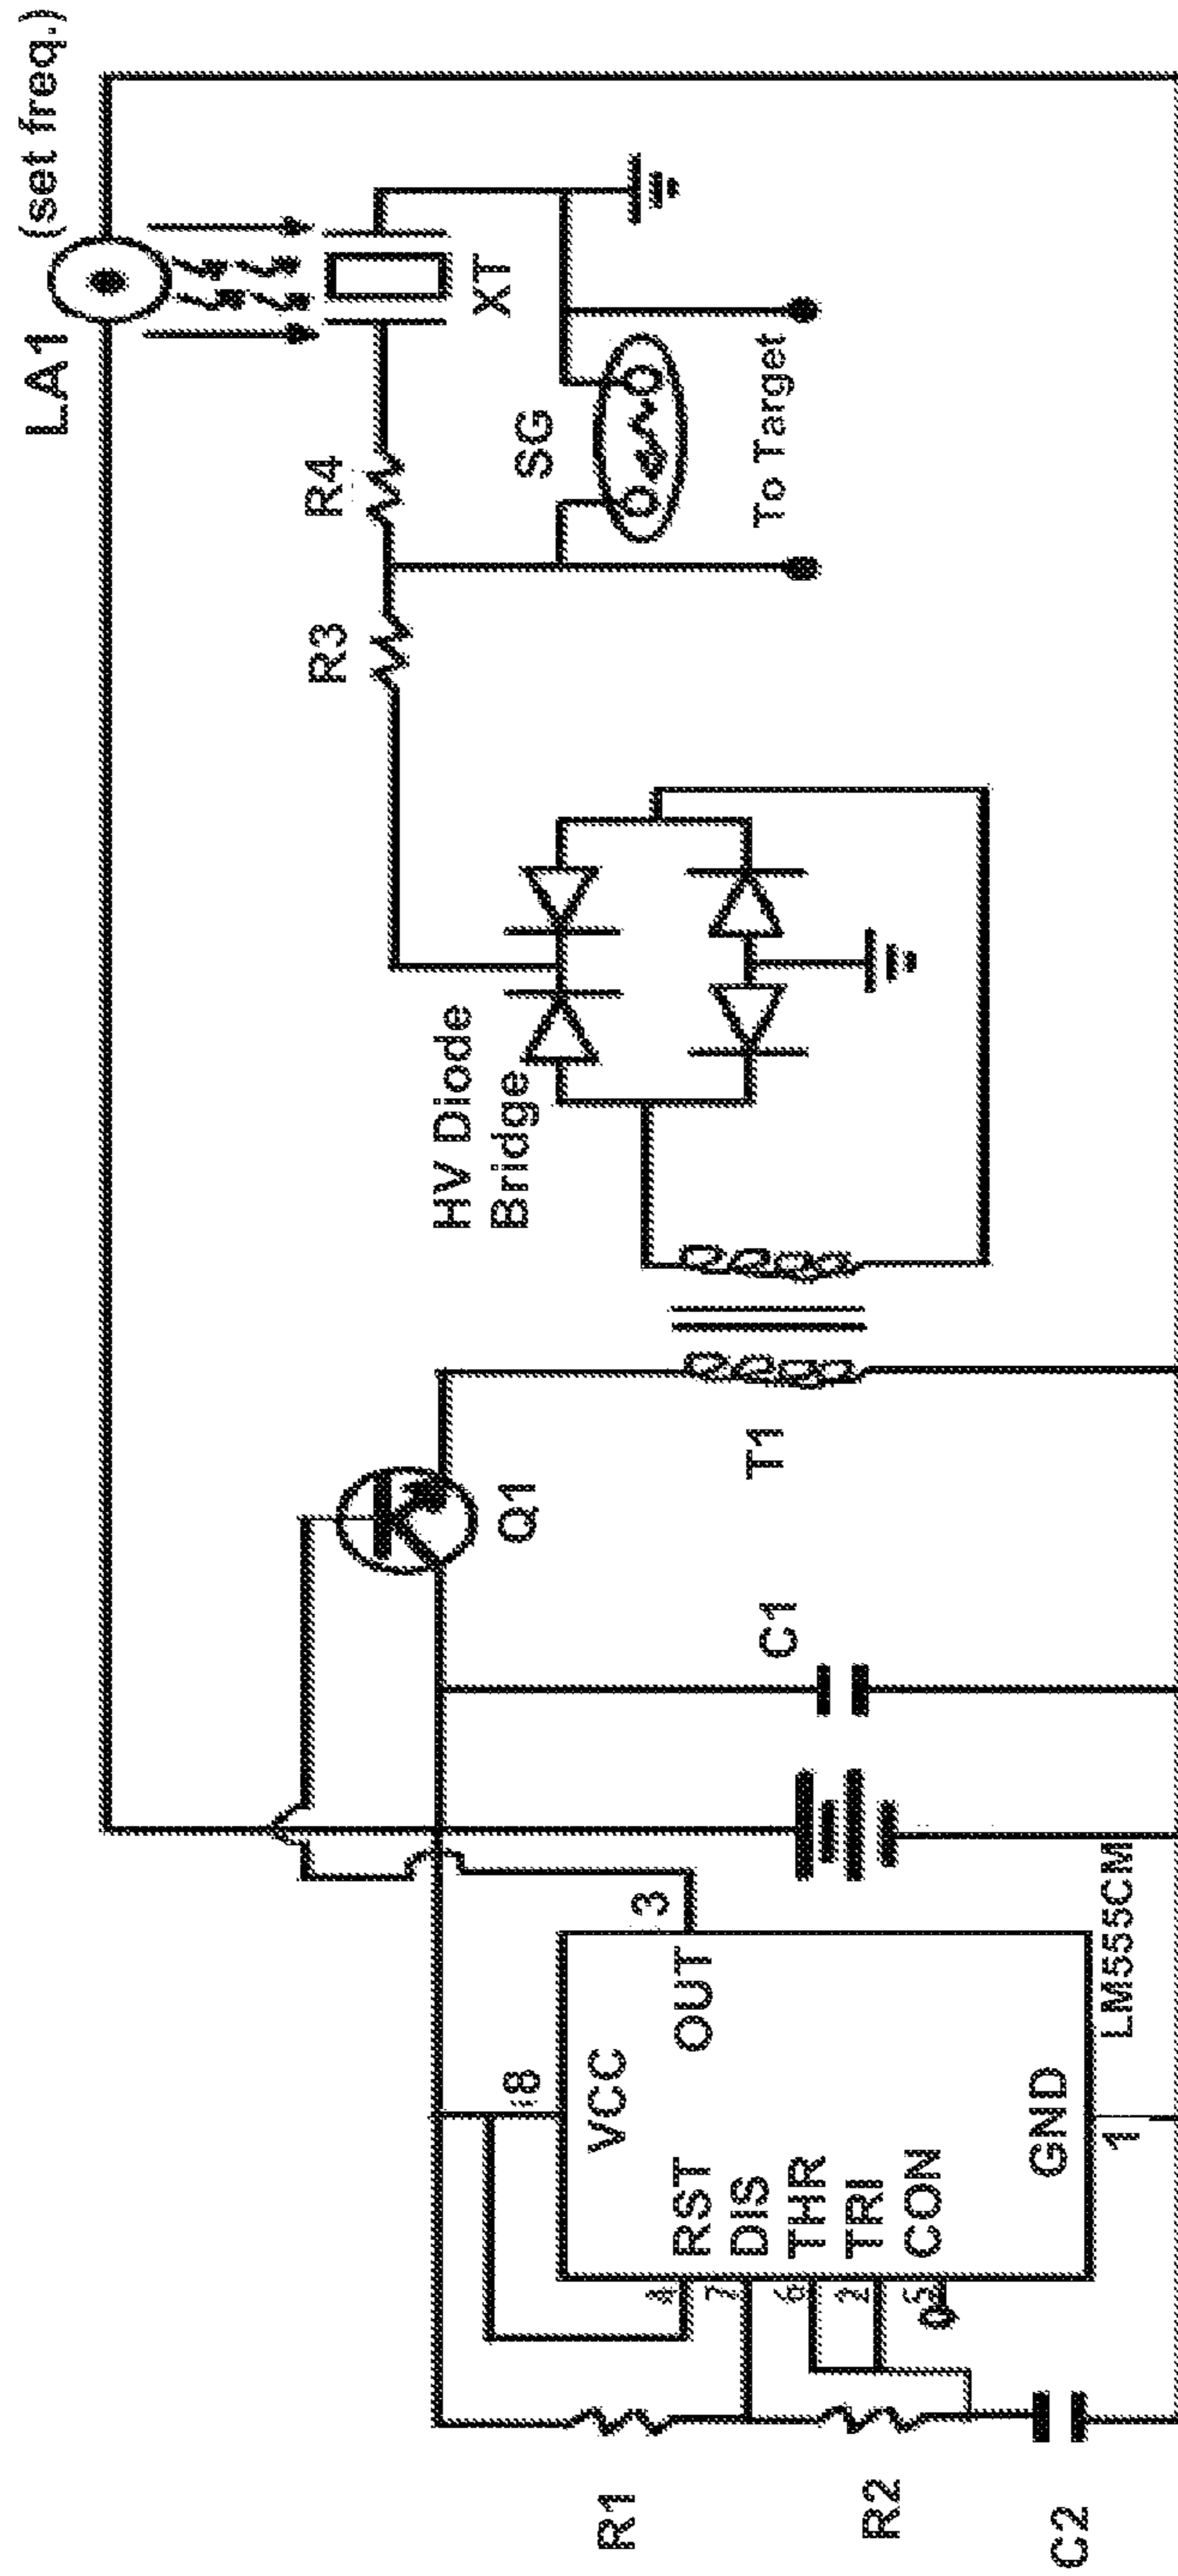 LA1
(set freq.)
R3
R4
XT
SG
To Target
HV Diode
Bridge
Q1
T1
C1
8
VCC
3
OUT
4
RST
7
DIS
6
THR
2
TRI
5
CON
GND
1
LM555CM
R1
R2
C2